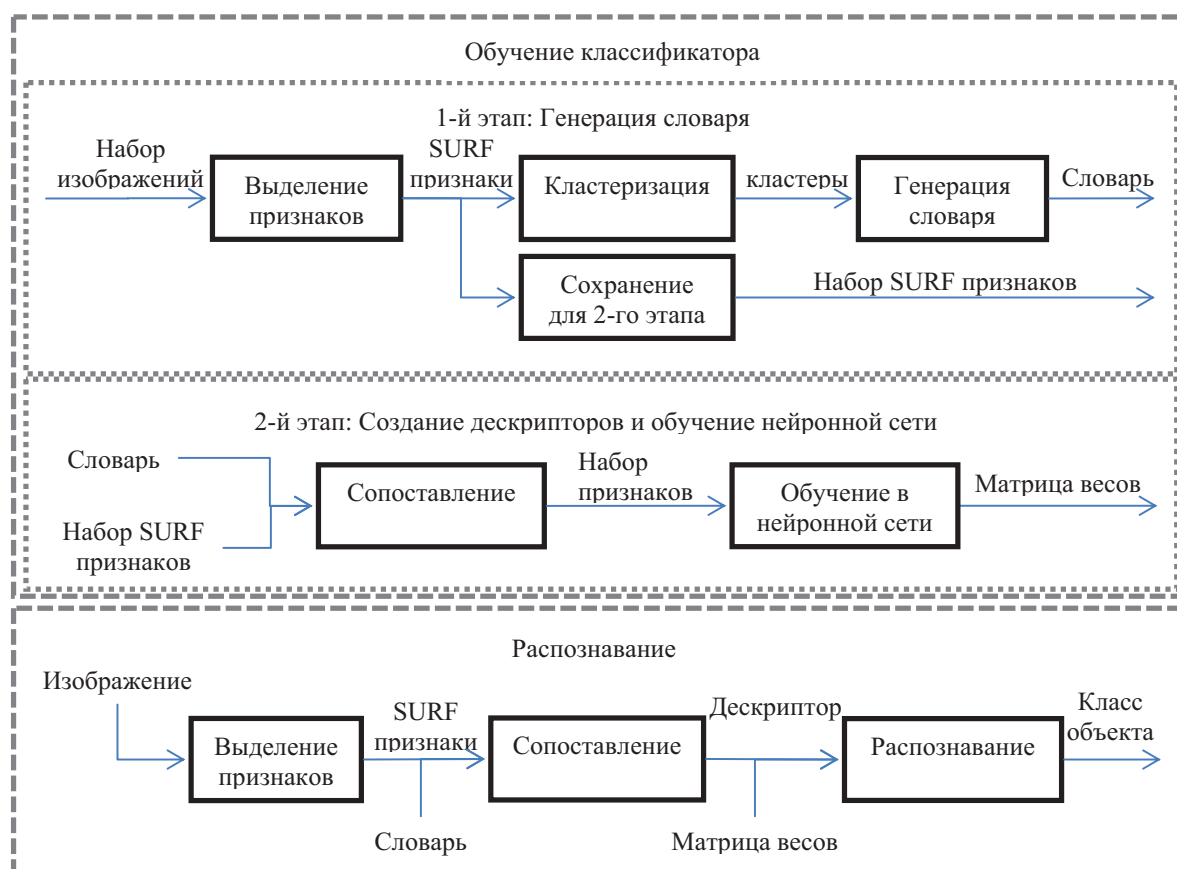 Обучение классификатора
1-й этап: Генерация словаря
Набор
изображений
Выделение
признаков
SURF
признаки
Кластеризация
кластеры
Генерация
словаря
Словарь
Сохранение
для 2-го этапа
Набор SURF признаков
2-й этап: Создание дескрипторов и обучение нейронной сети
Словарь
Набор SURF
признаков
Сопоставление
Набор
признаков
Обучение в
нейронной сети
Матрица весов
Распознавание
Изображение
Выделение
признаков
SURF
признаки
Словарь
Сопоставление
Дескриптор
Матрица весов
Распознавание
Класс
объекта